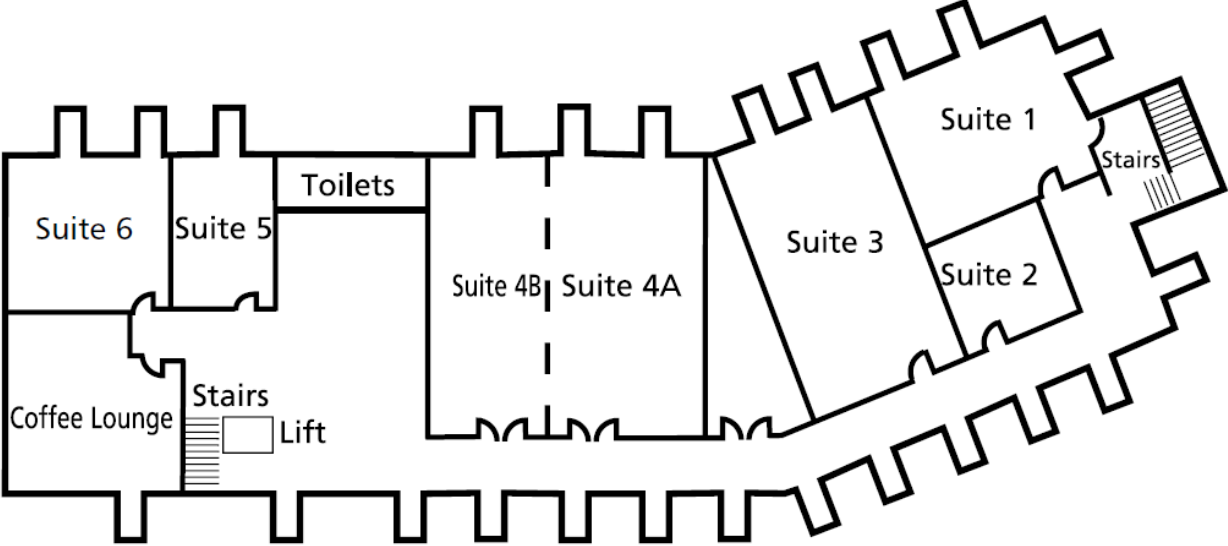 Suite 1
Stairs
Toilets
Suite 6
Suite 5
Suite 3
Suite 4B
Suite 4A
Suite 2
Stairs
Coffee Lounge
Lift